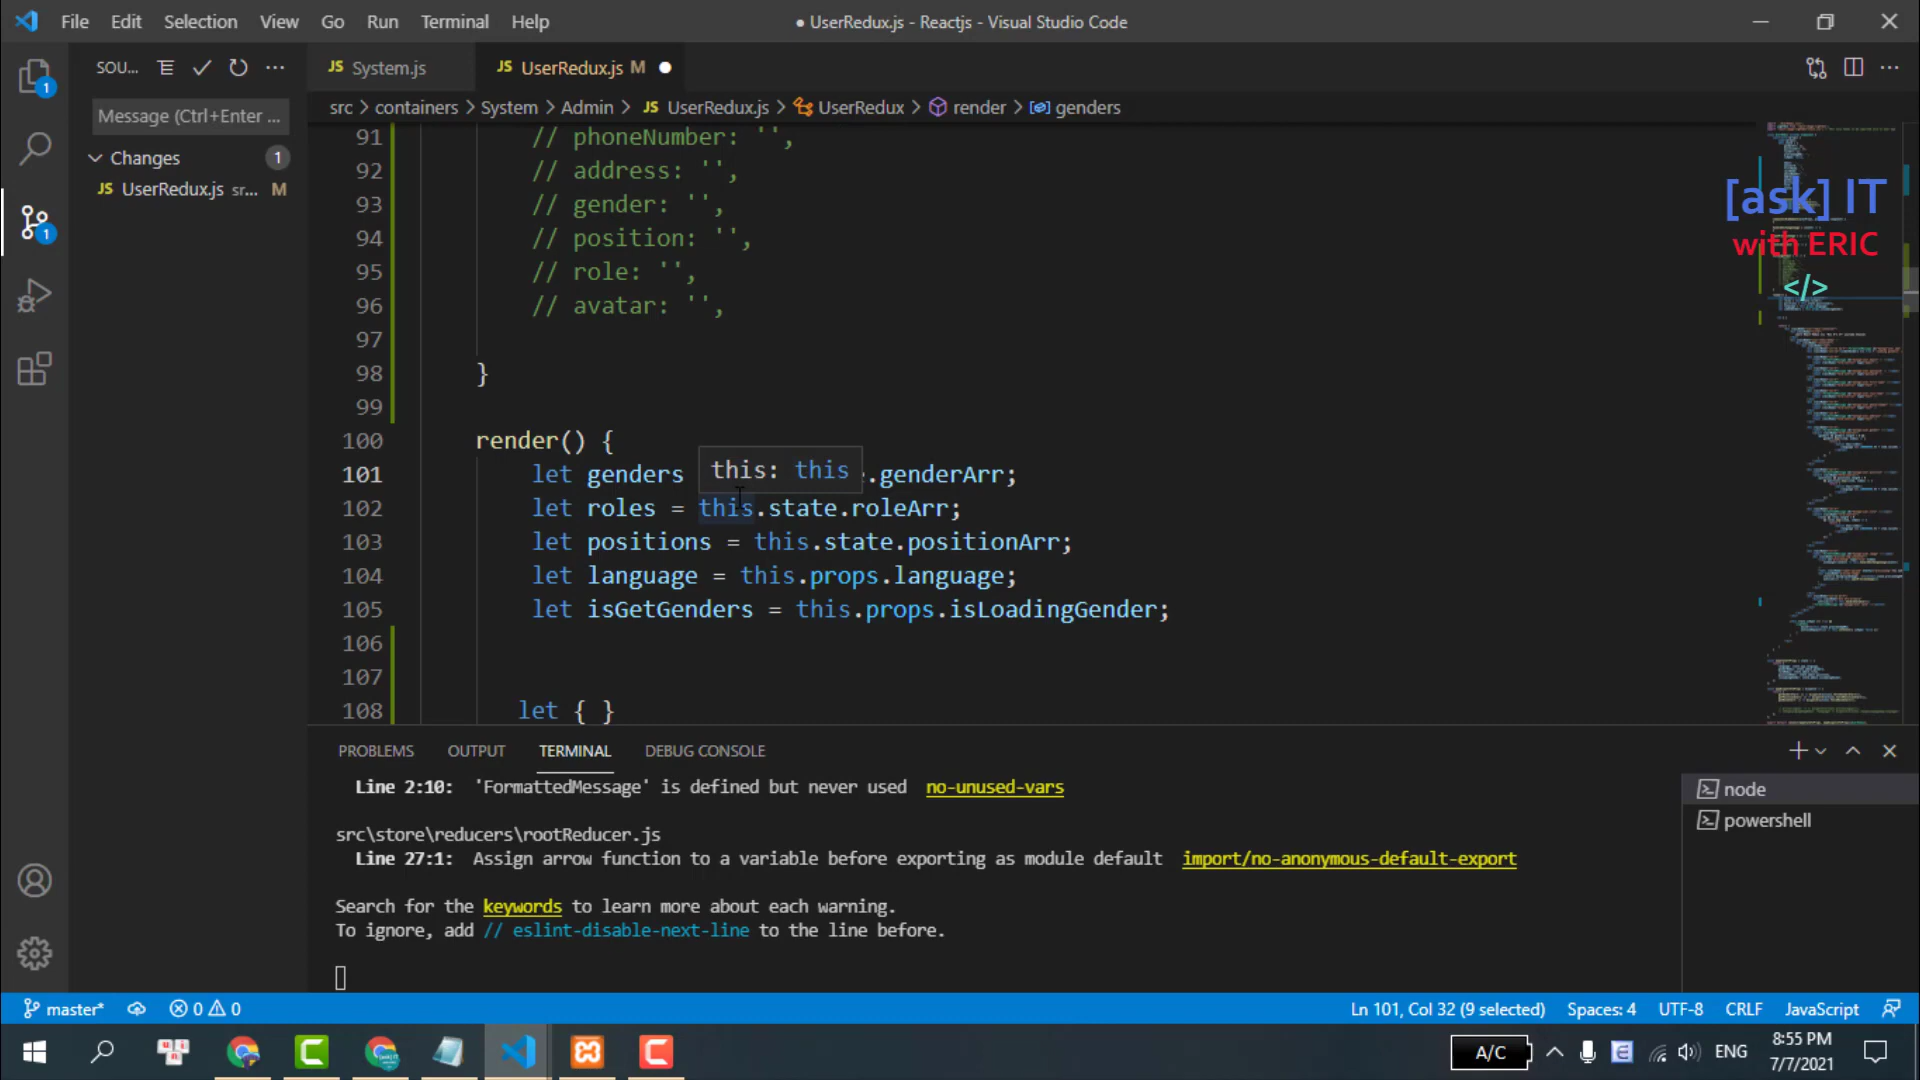 File Edit Selection View Go Run Terminal Help
● UserRedux.js - Reactjs - Visual Studio Code
SOU...
JS System.js
JS UserRedux.js M
Message (Ctrl+Enter ...
src > containers > System > Admin > JS UserRedux.js > UserRedux > render > genders
Changes 1
JS UserRedux.js sr... M
1
1
91 // phoneNumber: '',
92 // address: '',
93 // gender: '',
94 // position: '',
95 // role: '',
96 // avatar: '',
97
98 }
99
100 render() {
101 let genders .genderArr;
this: this
102 let roles = this.state.roleArr;
103 let positions = this.state.positionArr;
104 let language = this.props.language;
105 let isGetGenders = this.props.isLoadingGender;
106
107
108 let { }
[ask] IT
with ERIC
</>
PROBLEMS OUTPUT TERMINAL DEBUG CONSOLE
Line 2:10: 'FormattedMessage' is defined but never used no-unused-vars
src\store\reducers\rootReducer.js
Line 27:1: Assign arrow function to a variable before exporting as module default import/no-anonymous-default-export
Search for the keywords to learn more about each warning.
To ignore, add // eslint-disable-next-line to the line before.
node
powershell
master* 0 0
Ln 101, Col 32 (9 selected) Spaces: 4 UTF-8 CRLF JavaScript
A/C
ENG
8:55 PM
7/7/2021